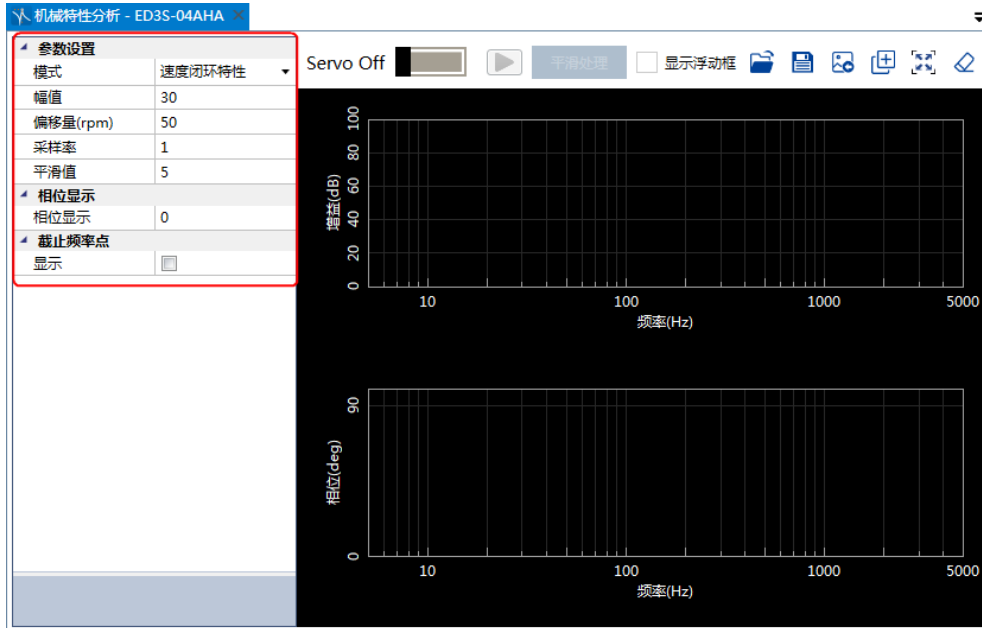 机械特性分析 - ED3S-04AHA
参数设置
模式 速度闭环特性
幅值 30
偏移量(rpm) 50
采样率 1
平滑值 5
相位显示
相位显示 0
截止频率点
显示
Servo Off 平滑处理 显示浮动框
100
80
60
40
20
0
增益(dB)
10 100 1000 5000
频率(Hz)
90
0
相位(deg)
10 100 1000 5000
频率(Hz)